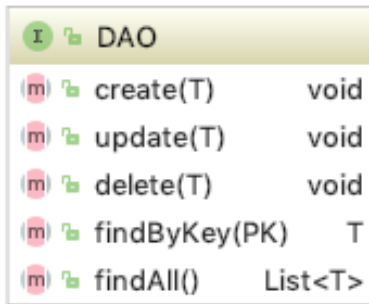 I DAO
m create(T) void
m update(T) void
m delete(T) void
m findByKey(PK) T
m findAll() List<T>